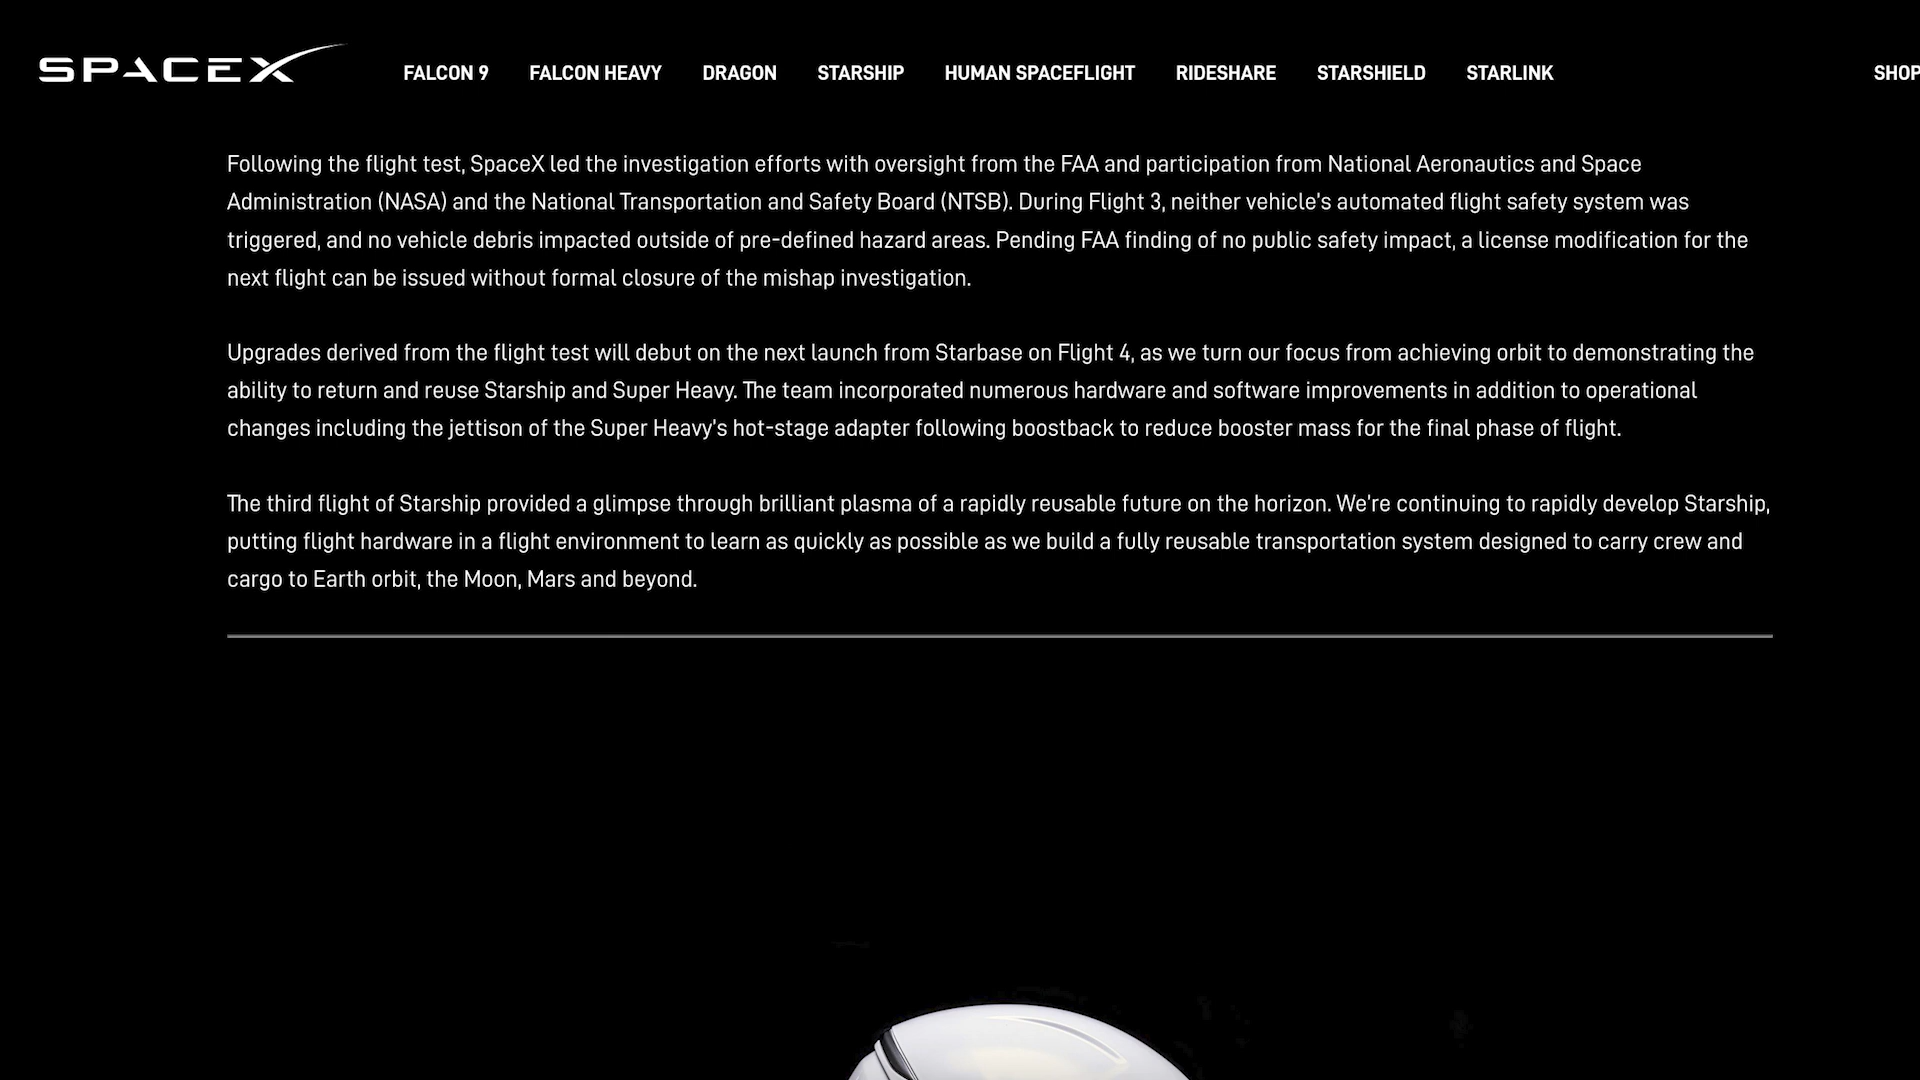 SPACEX
FALCON 9 FALCON HEAVY DRAGON STARSHIP HUMAN SPACEFLIGHT RIDESHARE STARSHIELD STARLINK SHOP
Following the flight test, SpaceX led the investigation efforts with oversight from the FAA and participation from National Aeronautics and Space
Administration (NASA) and the National Transportation and Safety Board (NTSB). During Flight 3, neither vehicle's automated flight safety system was
triggered, and no vehicle debris impacted outside of pre-defined hazard areas. Pending FAA finding of no public safety impact, a license modification for the
next flight can be issued without formal closure of the mishap investigation.
Upgrades derived from the flight test will debut on the next launch from Starbase on Flight 4, as we turn our focus from achieving orbit to demonstrating the
ability to return and reuse Starship and Super Heavy. The team incorporated numerous hardware and software improvements in addition to operational
changes including the jettison of the Super Heavy's hot-stage adapter following boostback to reduce booster mass for the final phase of flight.
The third flight of Starship provided a glimpse through brilliant plasma of a rapidly reusable future on the horizon. We're continuing to rapidly develop Starship,
putting flight hardware in a flight environment to learn as quickly as possible as we build a fully reusable transportation system designed to carry crew and
cargo to Earth orbit, the Moon, Mars and beyond.